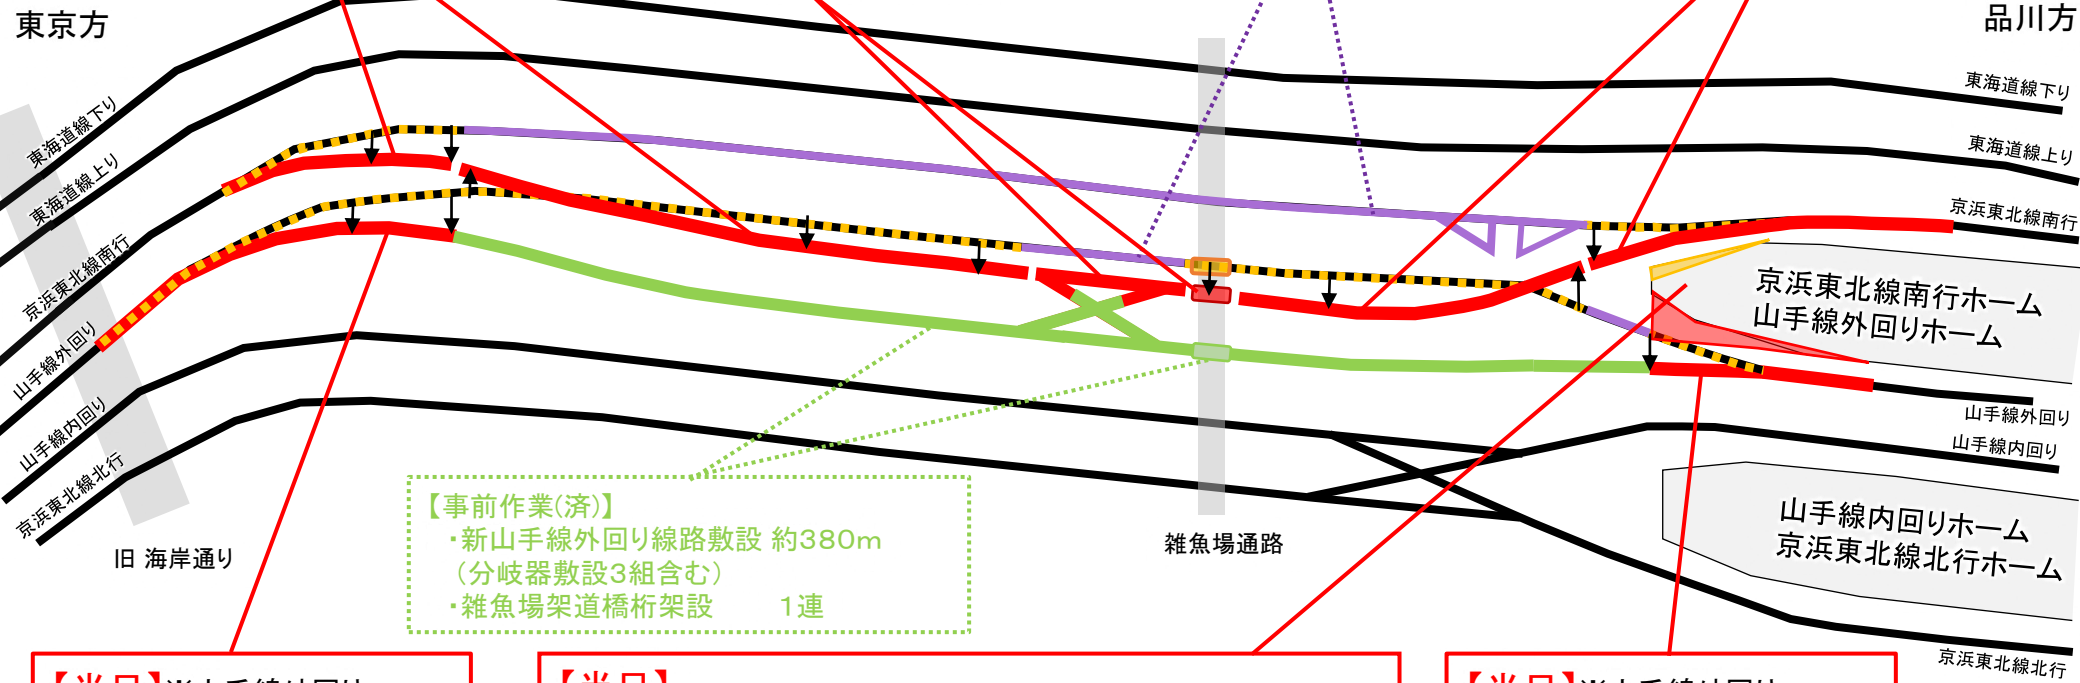 東京方
品川方
東海道線下り
東海道線上り
京浜東北線南行
山手線外回り
山手線内回り
京浜東北線北行
東海道線下り
東海道線上り
京浜東北線南行
京浜東北線南行ホーム
山手線外回りホーム
山手線外回り
山手線内回り
山手線内回りホーム
京浜東北線北行ホーム
京浜東北線北行
旧 海岸通り
雑魚場通路
【事前作業(済)】
・新山手線外回り線路敷設 約380m
（分岐器敷設3組含む）
・雑魚場架道橋桁架設 1連
【当日】
【当日】
【当日】